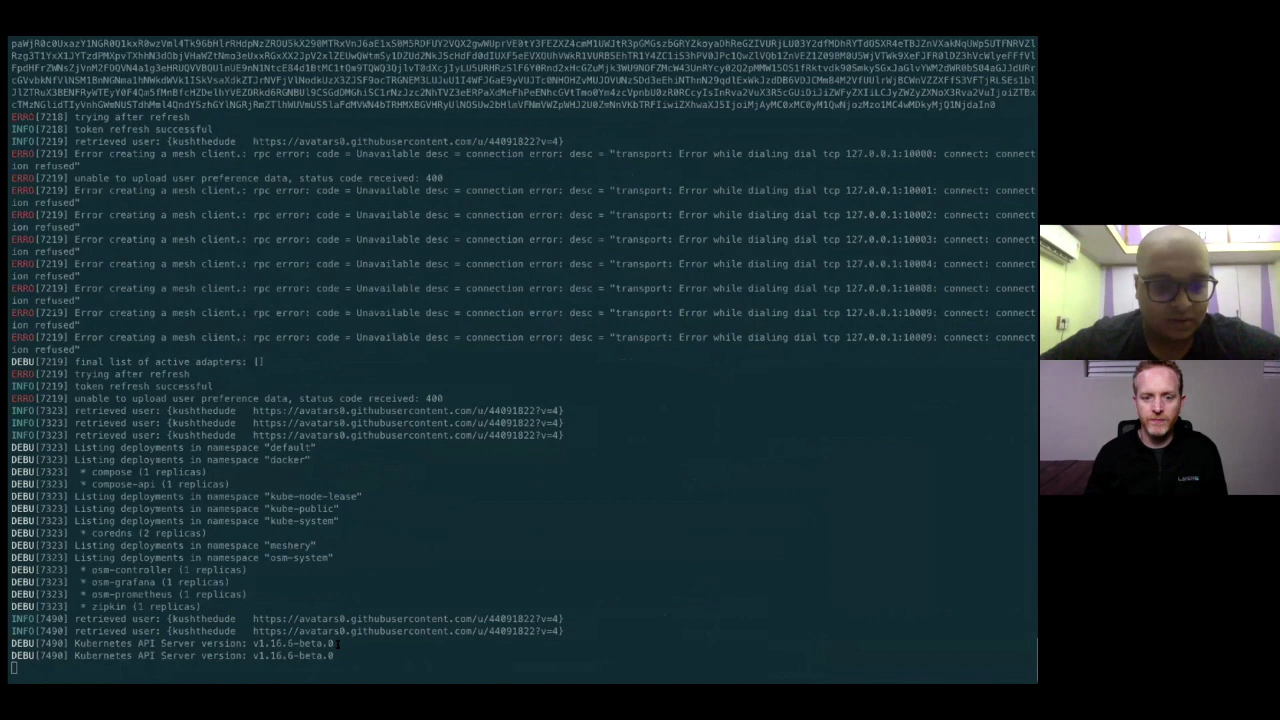 ERRO[7218] trying after refresh
INFO[7218] token refresh successful
INFO[7219] retrieved user: {kushthedude   https://avatars0.githubusercontent.com/u/44091822?v=4}
ERRO[7219] Error creating a mesh client.: rpc error: code = Unavailable desc = connection error: desc = "transport: Error while dialing dial tcp 127.0.0.1:10000: connect: connect
ion refused"
ERRO[7219] unable to upload user preference data, status code received: 400
ERRO[7219] Error creating a mesh client.: rpc error: code = Unavailable desc = connection error: desc = "transport: Error while dialing dial tcp 127.0.0.1:10001: connect: connect
ion refused"
ERRO[7219] Error creating a mesh client.: rpc error: code = Unavailable desc = connection error: desc = "transport: Error while dialing dial tcp 127.0.0.1:10002: connect: connect
ion refused"
ERRO[7219] Error creating a mesh client.: rpc error: code = Unavailable desc = connection error: desc = "transport: Error while dialing dial tcp 127.0.0.1:10003: connect: connect
ion refused"
ERRO[7219] Error creating a mesh client.: rpc error: code = Unavailable desc = connection error: desc = "transport: Error while dialing dial tcp 127.0.0.1:10004: connect: connect
ion refused"
ERRO[7219] Error creating a mesh client.: rpc error: code = Unavailable desc = connection error: desc = "transport: Error while dialing dial tcp 127.0.0.1:10008: connect: connect
ion refused"
ERRO[7219] Error creating a mesh client.: rpc error: code = Unavailable desc = connection error: desc = "transport: Error while dialing dial tcp 127.0.0.1:10009: connect: connect
ion refused"
ERRO[7219] Error creating a mesh client.: rpc error: code = Unavailable desc = connection error: desc = "transport: Error while dialing dial tcp 127.0.0.1:10009: connect: connect
ion refused"
DEBU[7219] final list of active adapters: []
ERRO[7219] trying after refresh
INFO[7219] token refresh successful
ERRO[7219] unable to upload user preference data, status code received: 400
INFO[7323] retrieved user: {kushthedude   https://avatars0.githubusercontent.com/u/44091822?v=4}
INFO[7323] retrieved user: {kushthedude   https://avatars0.githubusercontent.com/u/44091822?v=4}
INFO[7323] retrieved user: {kushthedude   https://avatars0.githubusercontent.com/u/44091822?v=4}
DEBU[7323] Listing deployments in namespace "default"
DEBU[7323] Listing deployments in namespace "docker"
DEBU[7323]  * compose (1 replicas)
DEBU[7323]  * compose-api (1 replicas)
DEBU[7323] Listing deployments in namespace "kube-node-lease"
DEBU[7323] Listing deployments in namespace "kube-public"
DEBU[7323] Listing deployments in namespace "kube-system"
DEBU[7323]  * coredns (2 replicas)
DEBU[7323] Listing deployments in namespace "meshery"
DEBU[7323] Listing deployments in namespace "osm-system"
DEBU[7323]  * osm-controller (1 replicas)
DEBU[7323]  * osm-grafana (1 replicas)
DEBU[7323]  * osm-prometheus (1 replicas)
DEBU[7323]  * zipkin (1 replicas)
INFO[7490] retrieved user: {kushthedude   https://avatars0.githubusercontent.com/u/44091822?v=4}
INFO[7490] retrieved user: {kushthedude   https://avatars0.githubusercontent.com/u/44091822?v=4}
DEBU[7490] Kubernetes API Server version: v1.16.6-beta.0
DEBU[7490] Kubernetes API Server version: v1.16.6-beta.0